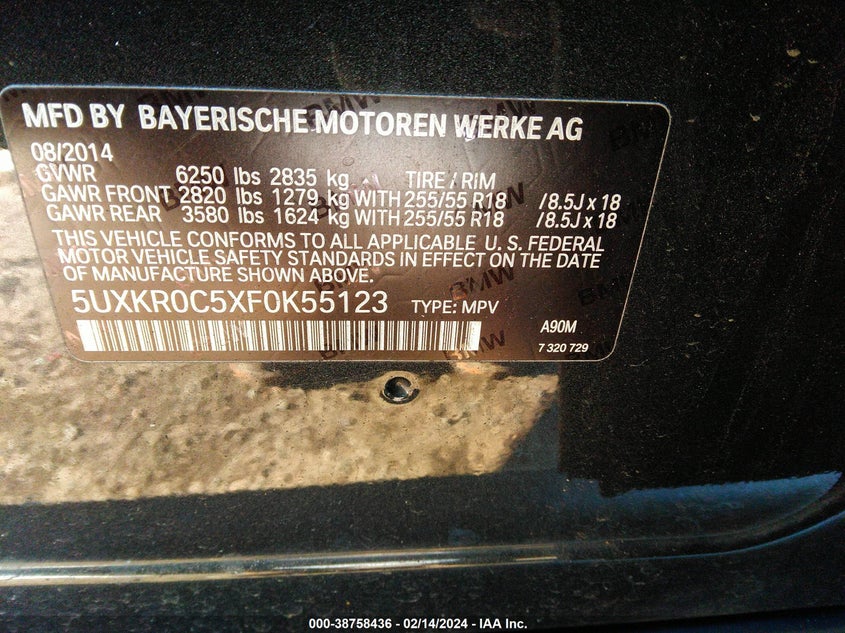 MFD BY BAYERISCHE MOTOREN WERKE AG
08/2014
GVWR 6250 lbs 2835 kg TIRE / RIM
GAWR FRONT 2820 lbs 1279 kg WITH 255/55 R18 / 8.5J x 18
GAWR REAR 3580 lbs 1624 kg WITH 255/55 R18 / 8.5J x 18
THIS VEHICLE CONFORMS TO ALL APPLICABLE U. S. FEDERAL
MOTOR VEHICLE SAFETY STANDARDS IN EFFECT ON THE DATE
OF MANUFACTURE SHOWN ABOVE.
5UXKR0C5XF0K55123 TYPE: MPV
A90M
7 320 729
000-38758436 - 02/14/2024 - IAA Inc.